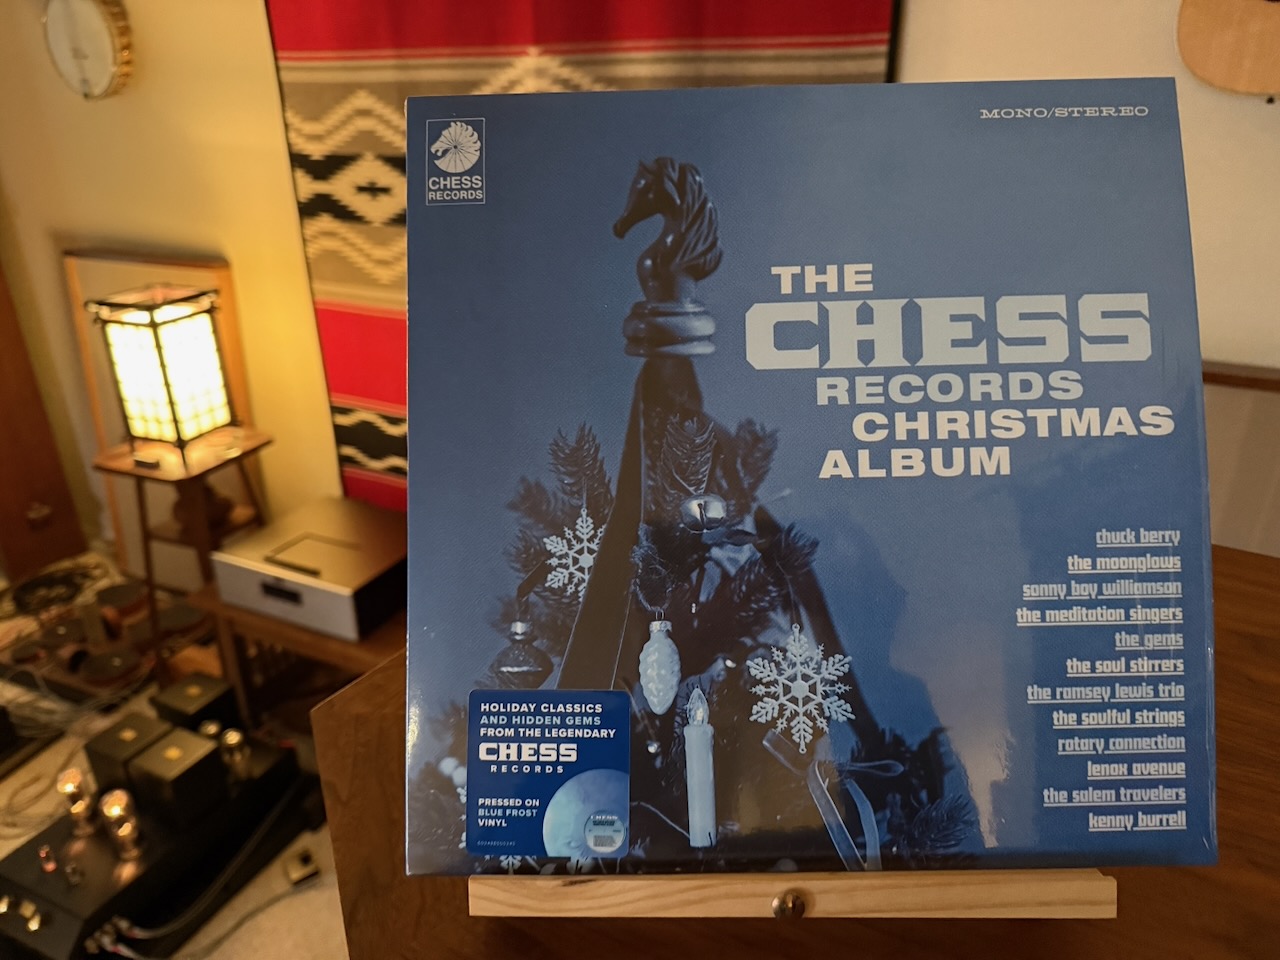 CHESS
RECORDS
MONO/STEREO
THE
CHESS
RECORDS
CHRISTMAS
ALBUM
chuck berry
the moonglows
sonny boy williamson
the meditation singers
the gems
the soul stirrers
the ramsey lewis trio
the soulful strings
rotary connection
lenox avenue
the salem travelers
kenny burrell
HOLIDAY CLASSICS
AND HIDDEN GEMS
FROM THE LEGENDARY
CHESS
RECORDS
PRESSED ON
BLUE FROST
VINYL
CHESS